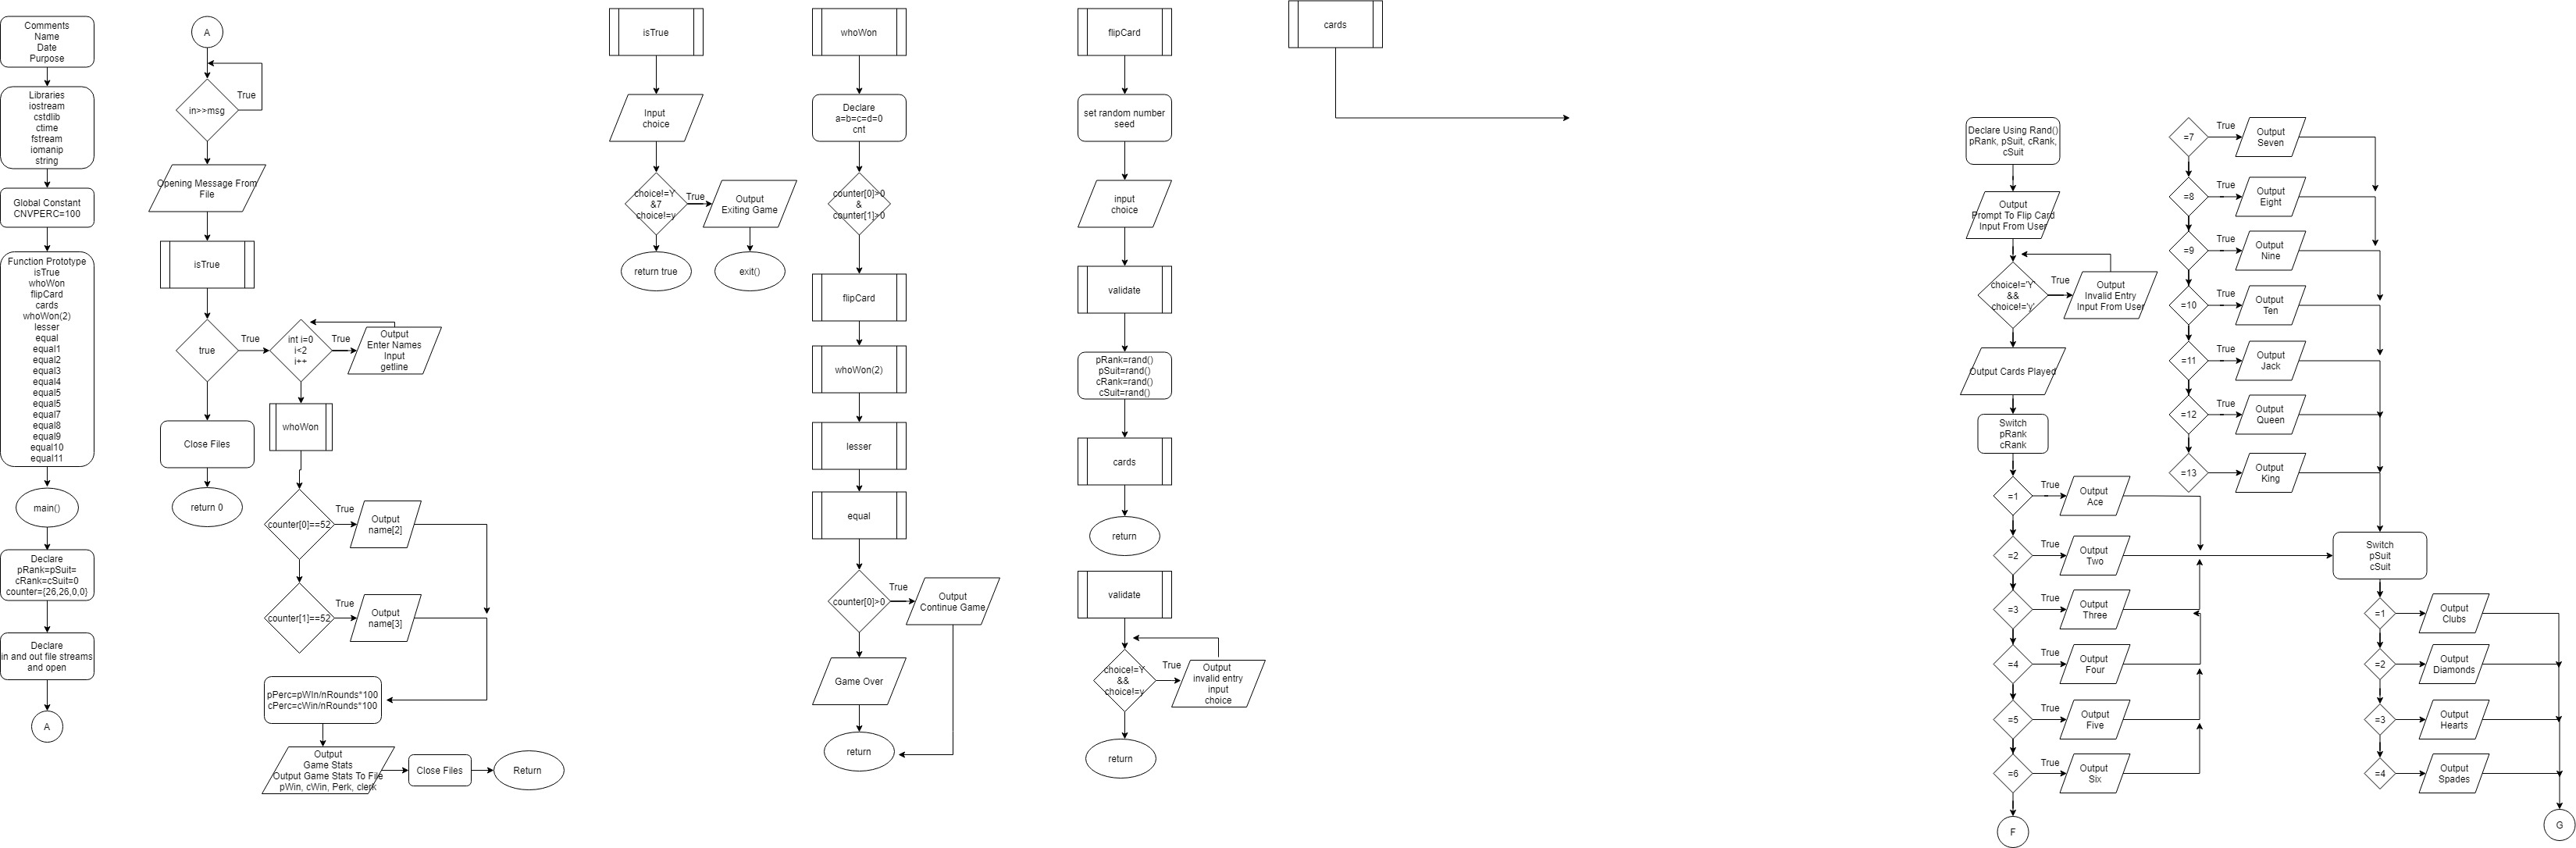 Comments
Name
Date
Purpose
Libraries
iostream
cstdlib
ctime
fstream
iomanip
string
Global Constant
CNVPERC=100
Function Prototype
isTrue
whoWon
flipCard
cards
whoWon(2)
lesser
equal
equal1
equal2
equal3
equal4
equal5
equal5
equal7
equal8
equal9
equal10
equal11
main()
Declare
pRank=pSuit=
cRank=cSuit=0
counter={26,26,0,0}
Declare
in and out file streams
and open
A
A
in>>msg
True
Opening Message From
File
isTrue
true
True
int i=0
i<2
i++
True
Output
Enter Names
Input
getline
Close Files
return 0
whoWon
counter[0]==52
True
Output
name[2]
counter[1]==52
True
Output
name[3]
pPerc=pWIn/nRounds*100
cPerc=cWin/nRounds*100
Output
Game Stats
Output Game Stats To File
pWin, cWin, Perk, clerk
Close Files
Return
isTrue
Input
choice
choice!=Y
&7
choice!=y
True
Output
Exiting Game
return true
exit()
whoWon
Declare
a=b=c=d=0
cnt
counter[0]>0
&
counter[1]>0
flipCard
whoWon(2)
lesser
equal
counter[0]>0
True
Output
Continue Game
Game Over
return
flipCard
set random number
seed
input
choice
validate
pRank=rand()
pSuit=rand()
cRank=rand()
cSuit=rand()
cards
return
validate
choice!=Y
&&
choice!=y
True
Output
invalid entry
input
choice
return
cards
Declare Using Rand()
pRank, pSuit, cRank,
cSuit
Output
Prompt To Flip Card
Input From User
choice!='Y'
&&
choice!='y'
True
Output
Invalid Entry
Input From User
Output Cards Played
Switch
pRank
cRank
=1
True
Output
Ace
=2
True
Output
Two
=3
True
Output
Three
=4
True
Output
Four
=5
True
Output
Five
=6
True
Output
Six
F
=7
True
Output
Seven
=8
True
Output
Eight
=9
True
Output
Nine
=10
True
Output
Ten
=11
True
Output
Jack
=12
True
Output
Queen
=13
Output
King
Switch
pSuit
cSuit
=1
Output
Clubs
=2
Output
Diamonds
=3
Output
Hearts
=4
Output
Spades
G